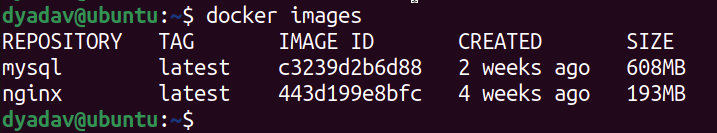 dyadav@ubuntu:~$ docker images
REPOSITORY   TAG       IMAGE ID       CREATED       SIZE
mysql        latest    c3239d2b6d88   2 weeks ago   608MB
nginx        latest    443d199e8bfc   4 weeks ago   193MB
dyadav@ubuntu:~$